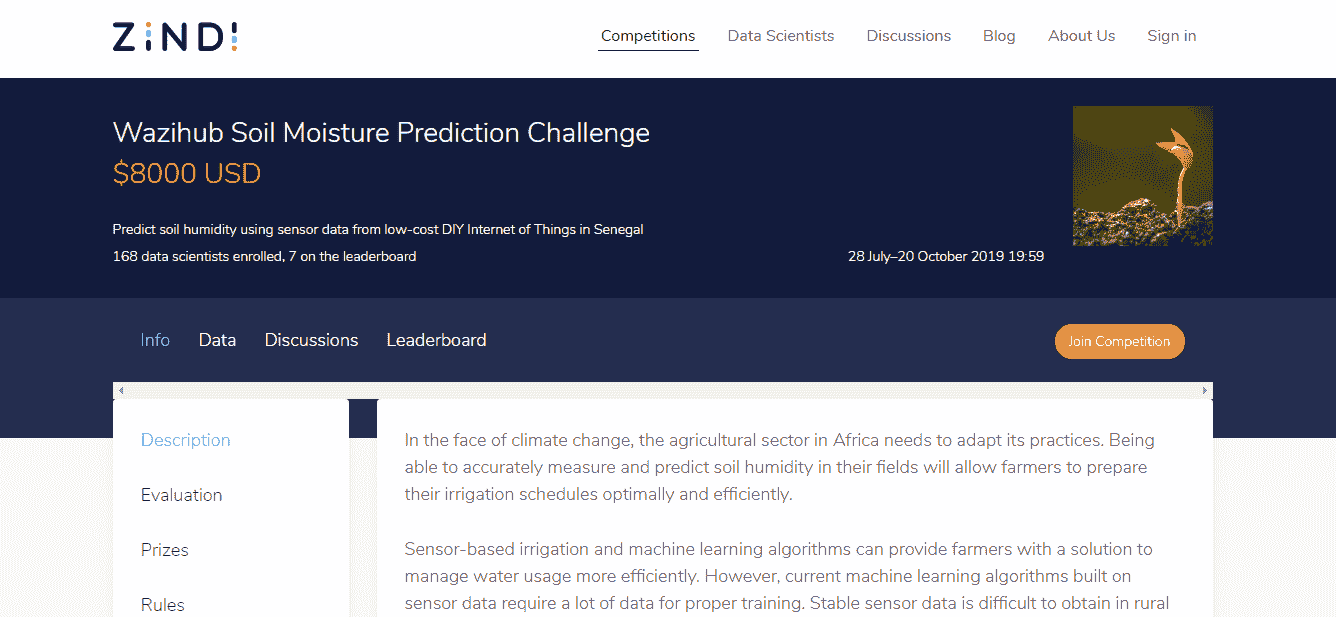 ZiNDI
Competitions Data Scientists Discussions Blog About Us Sign in
Wazihub Soil Moisture Prediction Challenge
$8000 USD
Predict soil humidity using sensor data from low-cost DIY Internet of Things in Senegal
168 data scientists enrolled, 7 on the leaderboard
28 July–20 October 2019 19:59
Info Data Discussions Leaderboard
Join Competition
Description
Evaluation
Prizes
Rules
In the face of climate change, the agricultural sector in Africa needs to adapt its practices. Being
able to accurately measure and predict soil humidity in their fields will allow farmers to prepare
their irrigation schedules optimally and efficiently.
Sensor-based irrigation and machine learning algorithms can provide farmers with a solution to
manage water usage more efficiently. However, current machine learning algorithms built on
sensor data require a lot of data for proper training. Stable sensor data is difficult to obtain in rural